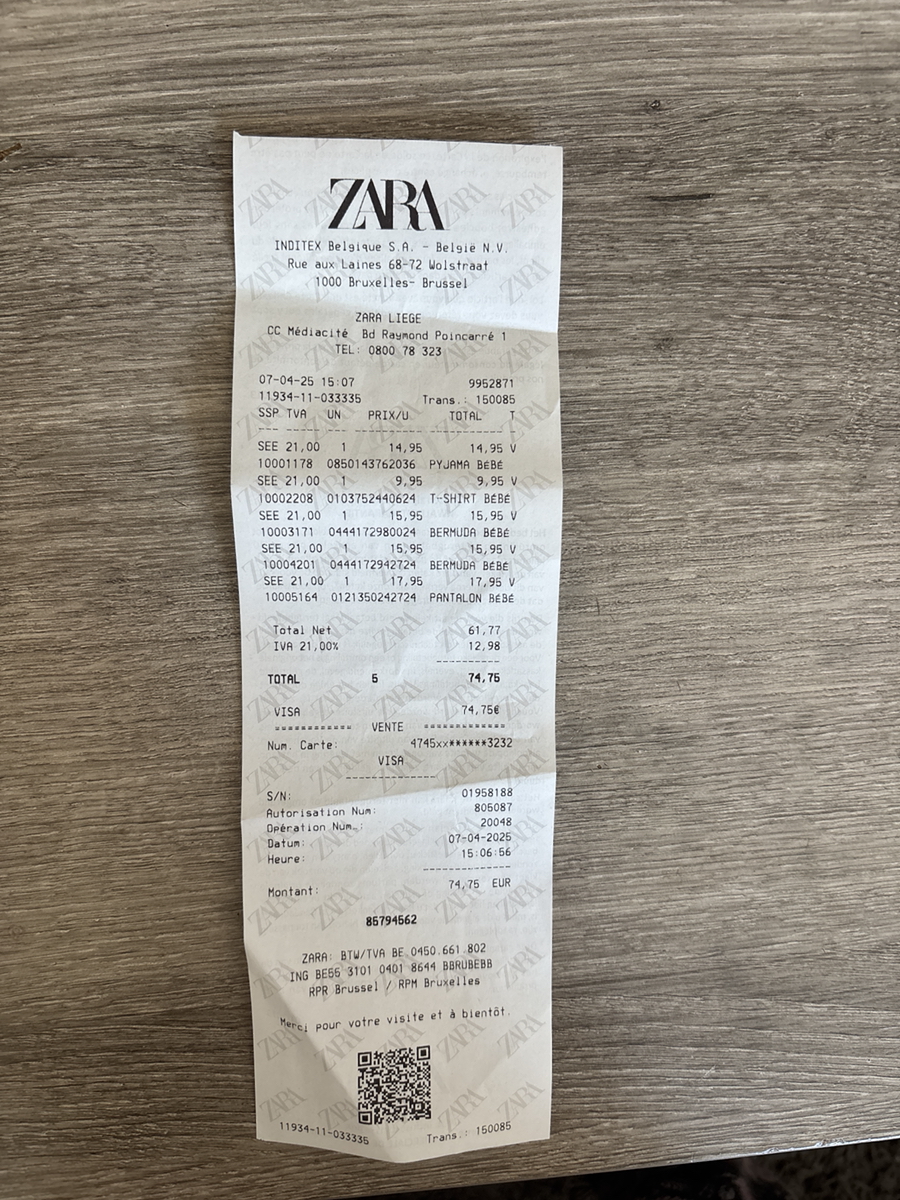 ZARA
INDITEX Belgique S.A. - België N.V.
Rue aux Laines 68-72 Wolstraat
1000 Bruxelles- Brussel
ZARA LIEGE
CC Médiacité Bd Raymond Poincarré 1
TEL: 0800 78 323
07-04-25 15:07 9952871
11934-11-033335 Trans.: 150085
SSP TVA UN PRIX/U TOTAL T
SEE 21,00 1 14,95 14,95 V
10001178 0850143762036 PYJAMA BÉBÉ
SEE 21,00 1 9,95 9,95 V
10002208 0103752440624 T-SHIRT BÉBÉ
SEE 21,00 1 15,95 15,95 V
10003171 0444172980024 BERMUDA BÉBÉ
SEE 21,00 1 15,95 15,95 V
10004201 0444172942724 BERMUDA BÉBÉ
SEE 21,00 1 17,95 17,95 V
10005164 0121350242724 PANTALON BÉBÉ
Total Net 61,77
IVA 21,00% 12,98
----------
TOTAL 5 74,75
VISA 74,75€
============ VENTE =============
Num. Carte: 4745xx******3232
VISA
--------------
S/N: 01958188
Autorisation Num: 805087
Opération Num.: 20048
Datum: 07-04-2025
Heure: 15:06:56
--------------
Montant: 74,75 EUR
85794562
ZARA: BTW/TVA BE 0450.661.802
ING BE55 3101 0401 8644 BBRUBEBB
RPR Brussel / RPM Bruxelles
Merci pour votre visite et à bientôt.
11934-11-033335 Trans.: 150085